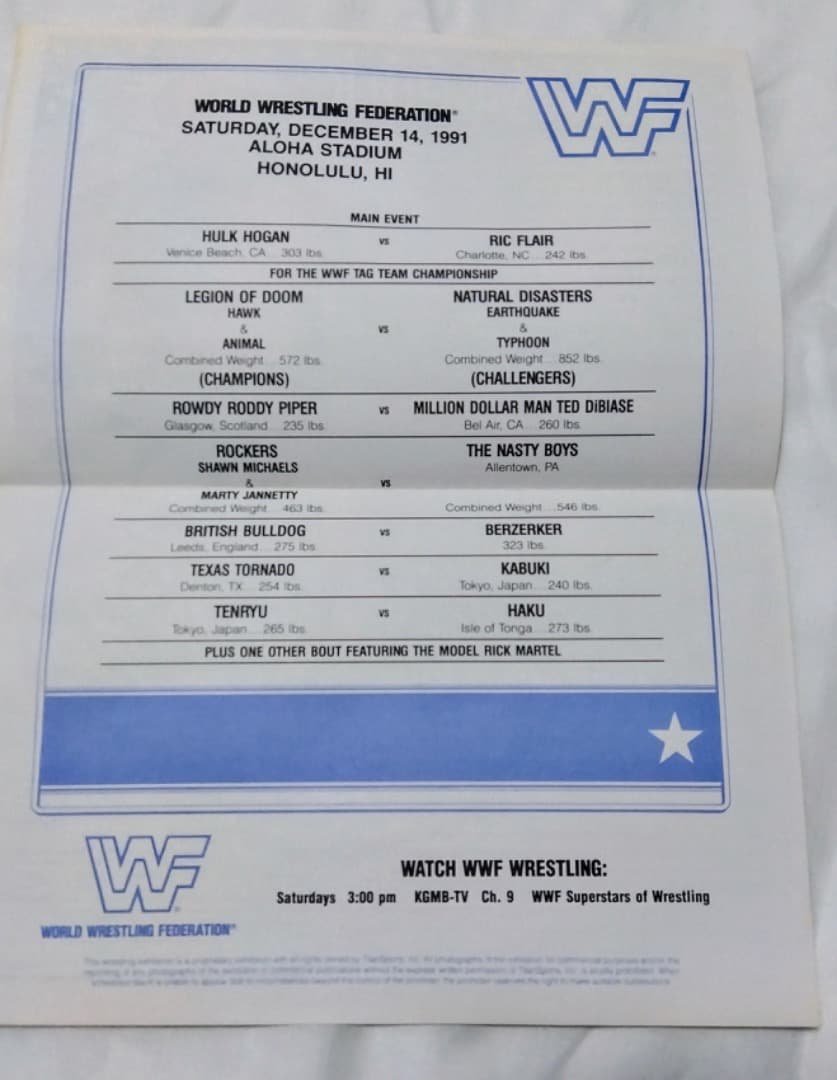 WWF
WORLD WRESTLING FEDERATION®
SATURDAY, DECEMBER 14, 1991
ALOHA STADIUM
HONOLULU, HI
MAIN EVENT
HULK HOGAN vs RIC FLAIR
Venice Beach, CA... 303 lbs. Charlotte, NC... 242 lbs.
FOR THE WWF TAG TEAM CHAMPIONSHIP
LEGION OF DOOM NATURAL DISASTERS
HAWK EARTHQUAKE
& vs &
ANIMAL TYPHOON
Combined Weight... 572 lbs. Combined Weight... 852 lbs.
(CHAMPIONS) (CHALLENGERS)
ROWDY RODDY PIPER vs MILLION DOLLAR MAN TED DiBIASE
Glasgow, Scotland... 235 lbs. Bel Air, CA... 260 lbs.
ROCKERS THE NASTY BOYS
SHAWN MICHAELS Allentown, PA
& vs
MARTY JANNETTY
Combined Weight... 463 lbs. Combined Weight... 546 lbs.
BRITISH BULLDOG vs BERZERKER
Leeds, England... 275 lbs. 323 lbs.
TEXAS TORNADO vs KABUKI
Denton, TX... 254 lbs. Tokyo, Japan... 240 lbs.
TENRYU vs HAKU
Tokyo, Japan... 265 lbs. Isle of Tonga... 273 lbs.
PLUS ONE OTHER BOUT FEATURING THE MODEL RICK MARTEL
WWF
WORLD WRESTLING FEDERATION®
WATCH WWF WRESTLING:
Saturdays 3:00 pm KGMB-TV Ch. 9 WWF Superstars of Wrestling